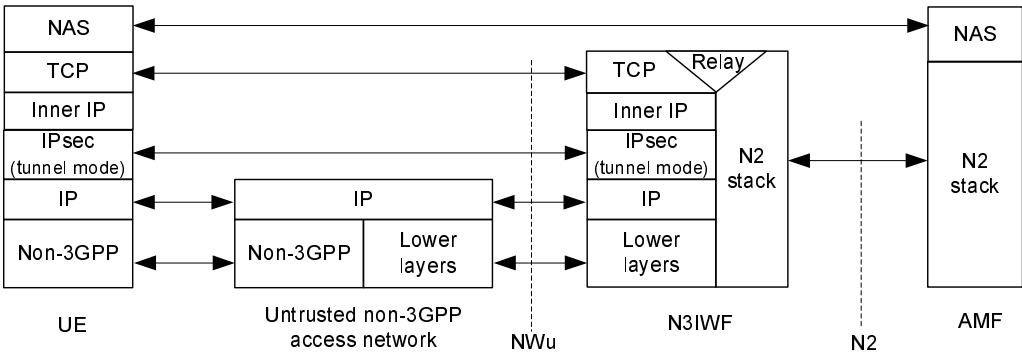 NAS
TCP
Inner IP
IPsec
(tunnel mode)
IP
Non-3GPP
UE
IP
Non-3GPP
Lower
layers
Untrusted non-3GPP
access network
NWu
TCP
Relay
Inner IP
IPsec
(tunnel mode)
IP
Lower
layers
N2
stack
N3IWF
N2
NAS
N2
stack
AMF